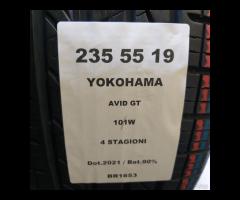 235 55 19
YOKOHAMA
AVID GT
101W
4 STAGIONI
Dot.2021 / Bat.90%
BR1653